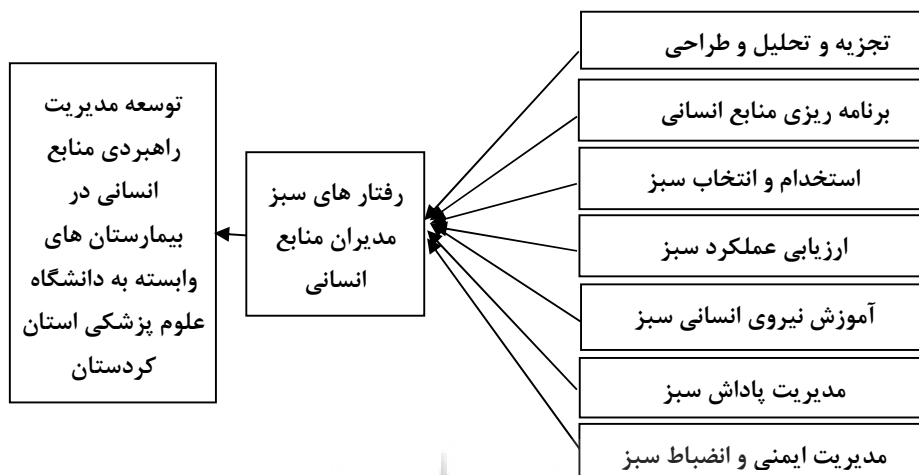 تجزیه و تحلیل و طراحی
برنامه ریزی منابع انسانی
استخدام و انتخاب سبز
ارزیابی عملکرد سبز
آموزش نیروی انسانی سبز
مدیریت پاداش سبز
مدیریت ایمنی و انضباط سبز
رفتار های سبز
مدیران منابع
انسانی
توسعه مدیریت
راهبردی منابع
انسانی در
بیمارستان های
وابسته به دانشگاه
علوم پزشکی استان
کردستان